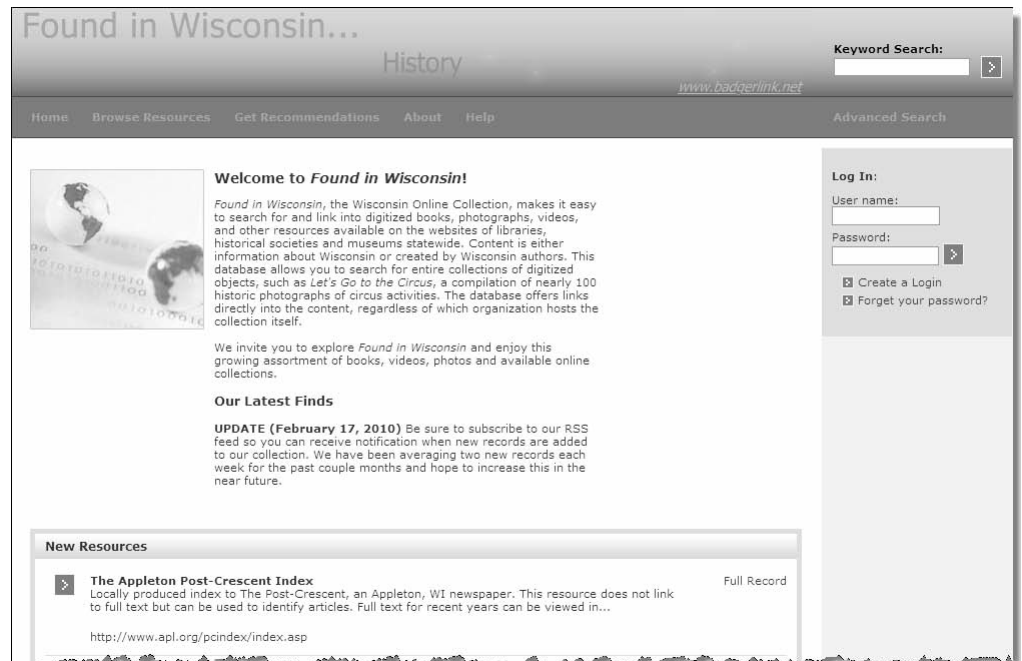 Found in Wisconsin...
History
www.badgerlink.net
Keyword Search:
Home Browse Resources Get Recommendations About Help Advanced Search
Welcome to Found in Wisconsin!
Found in Wisconsin, the Wisconsin Online Collection, makes it easy
to search for and link into digitized books, photographs, videos,
and other resources available on the websites of libraries,
historical societies and museums statewide. Content is either
information about Wisconsin or created by Wisconsin authors. This
database allows you to search for entire collections of digitized
objects, such as Let's Go to the Circus, a compilation of nearly 100
historic photographs of circus activities. The database offers links
directly into the content, regardless of which organization hosts the
collection itself.
We invite you to explore Found in Wisconsin and enjoy this
growing assortment of books, videos, photos and available online
collections.
Our Latest Finds
UPDATE (February 17, 2010) Be sure to subscribe to our RSS
feed so you can receive notification when new records are added
to our collection. We have been averaging two new records each
week for the past couple months and hope to increase this in the
near future.
Log In:
User name:
Password:
Create a Login
Forget your password?
New Resources
The Appleton Post-Crescent Index Full Record
Locally produced index to The Post-Crescent, an Appleton, WI newspaper. This resource does not link
to full text but can be used to identify articles. Full text for recent years can be viewed in...
http://www.apl.org/pcindex/index.asp